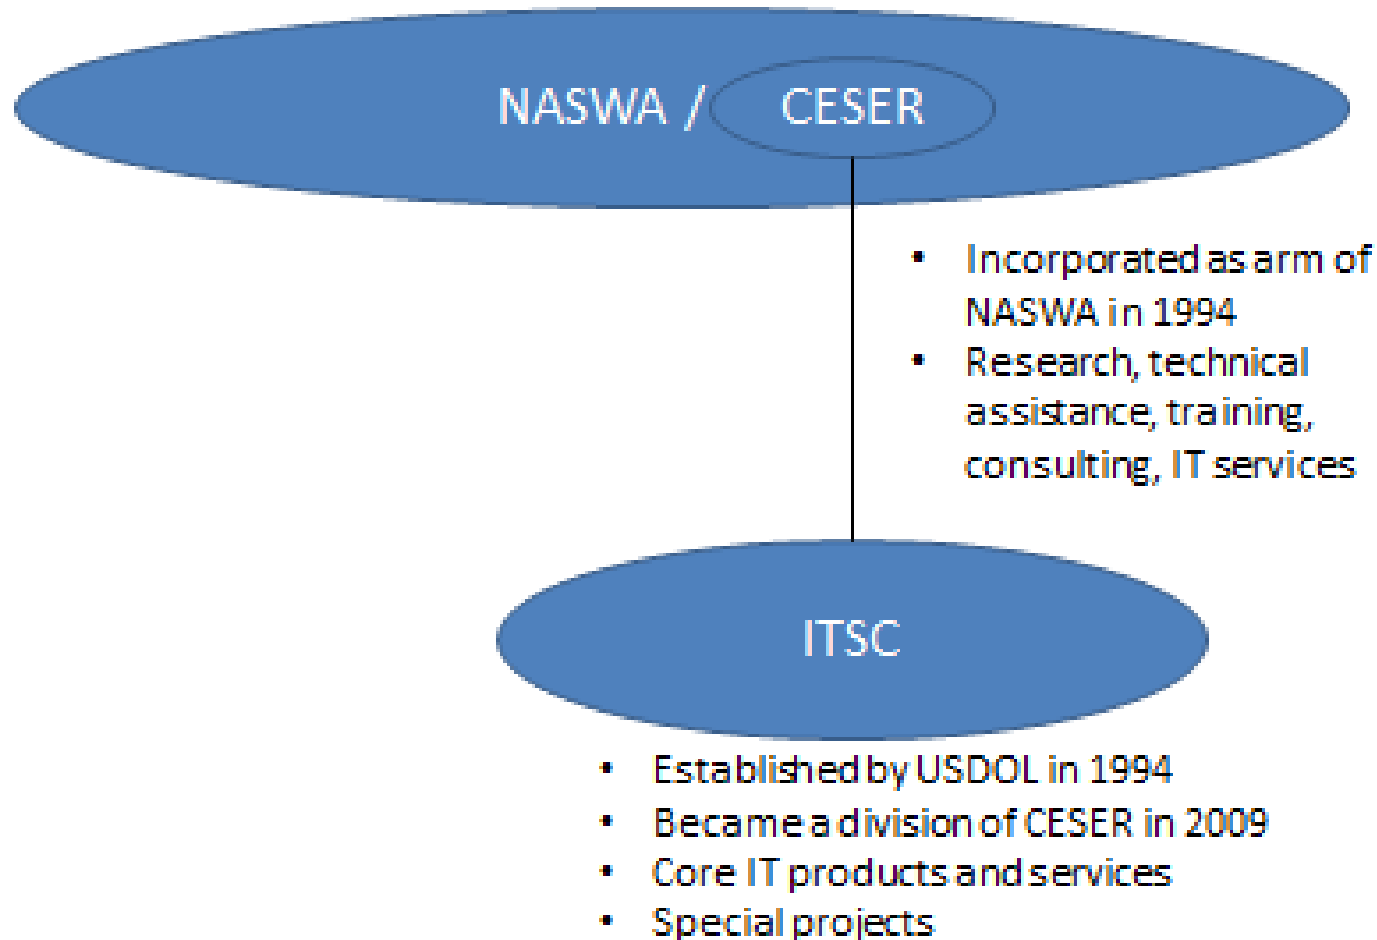 NASWA / CESER
• Incorporated as arm of
NASWA in 1994
• Research, technical
assistance, training,
consulting, IT services
ITSC
• Established by USDOL in 1994
• Became a division of CESER in 2009
• Core IT products and services
• Special projects